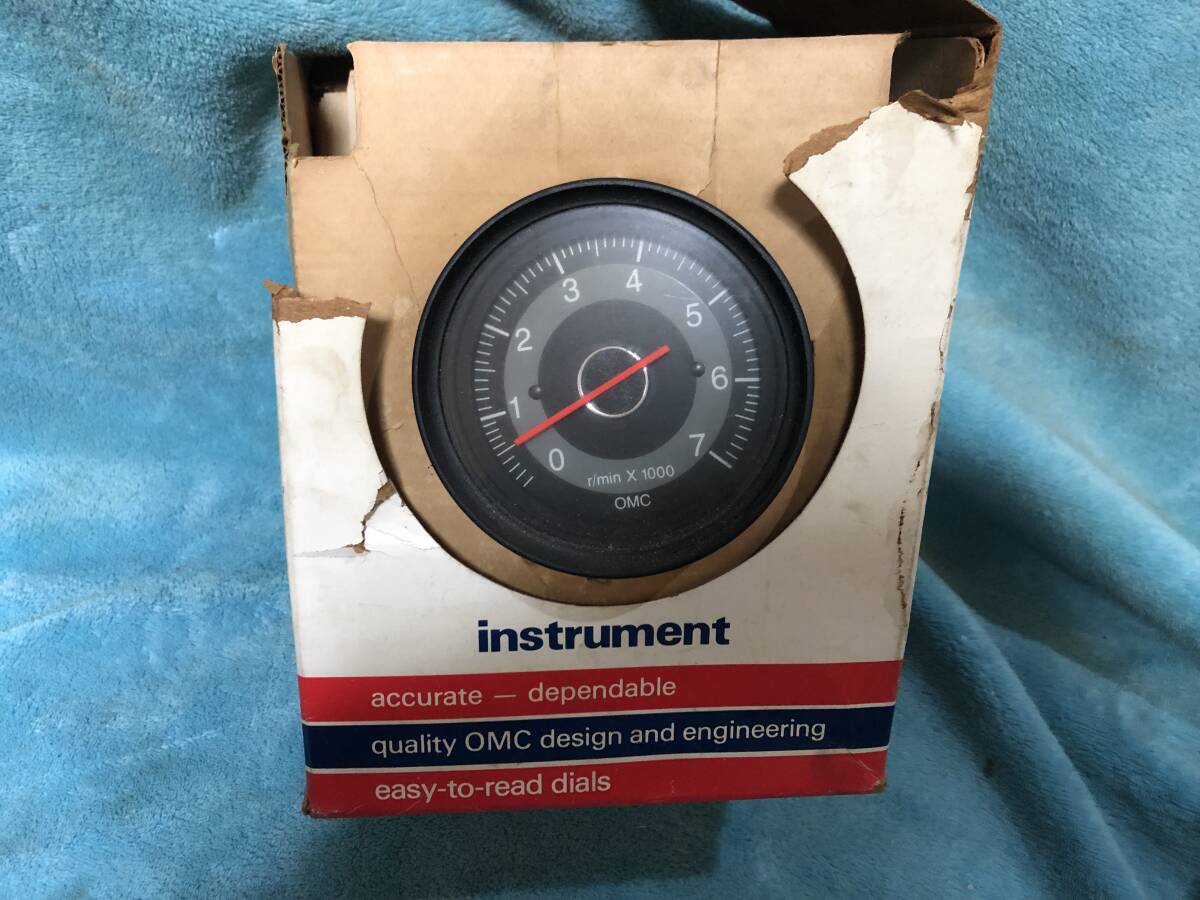 0
1
2
3
4
5
6
7
r/min X 1000
OMC
instrument
accurate — dependable
quality OMC design and engineering
easy-to-read dials